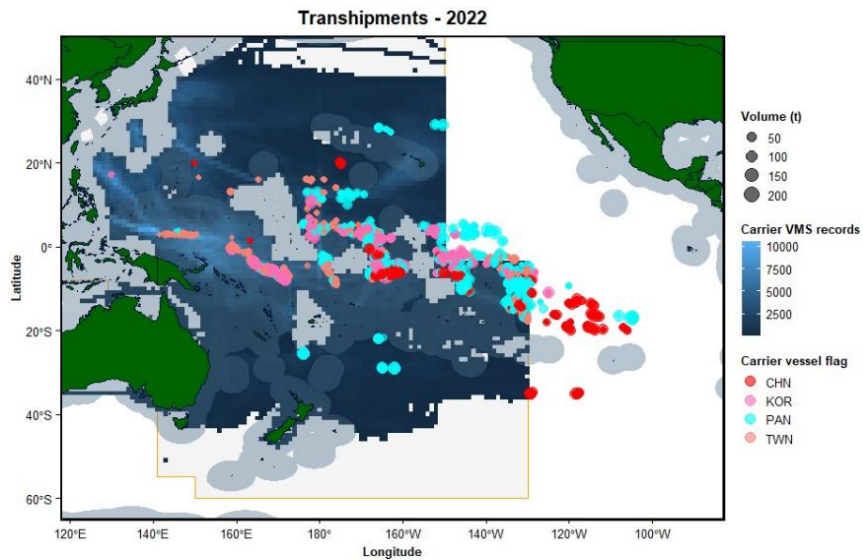 Transhipments - 2022
40°N
20°N
0°
20°S
40°S
60°S
Latitude
120°E
140°E
160°E
180°
160°W
140°W
120°W
100°W
Longitude
Volume (t)
50
100
150
200
Carrier VMS records
10000
7500
5000
2500
Carrier vessel flag
CHN
KOR
PAN
TWN